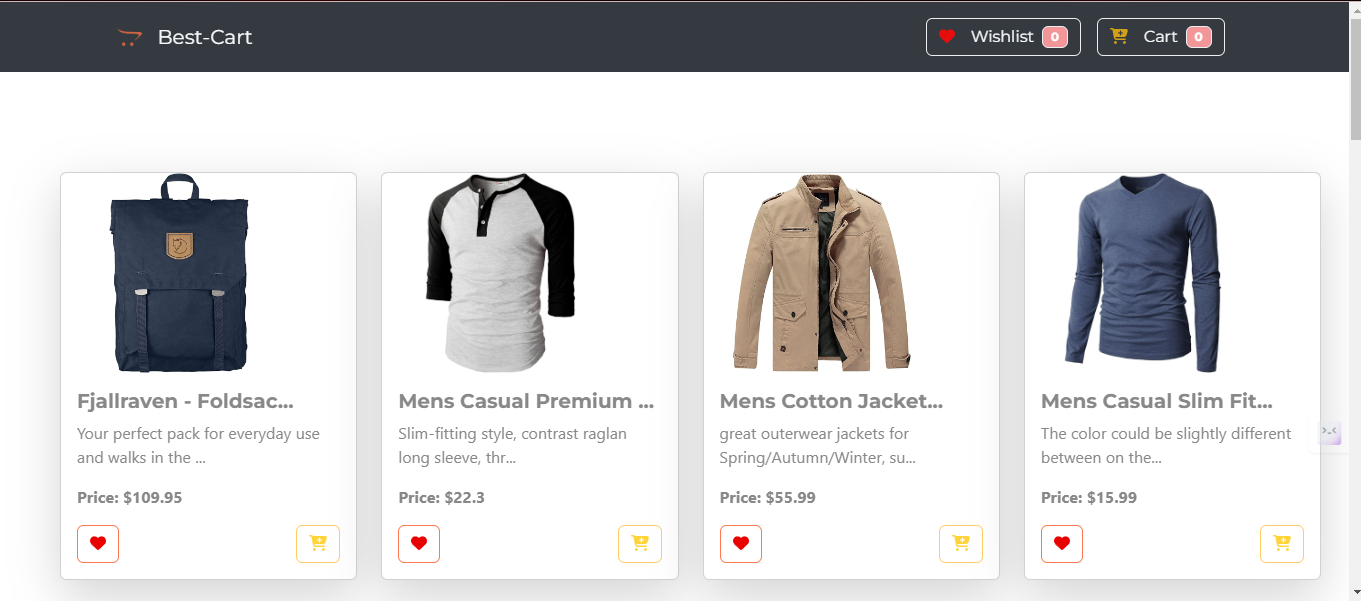 Best-Cart
Wishlist 0
Cart 0
Fjallraven - Foldsac...
Your perfect pack for everyday use
and walks in the ...
Price: $109.95
Mens Casual Premium ...
Slim-fitting style, contrast raglan
long sleeve, thr...
Price: $22.3
Mens Cotton Jacket...
great outerwear jackets for
Spring/Autumn/Winter, su...
Price: $55.99
Mens Casual Slim Fit...
The color could be slightly different
between on the...
Price: $15.99